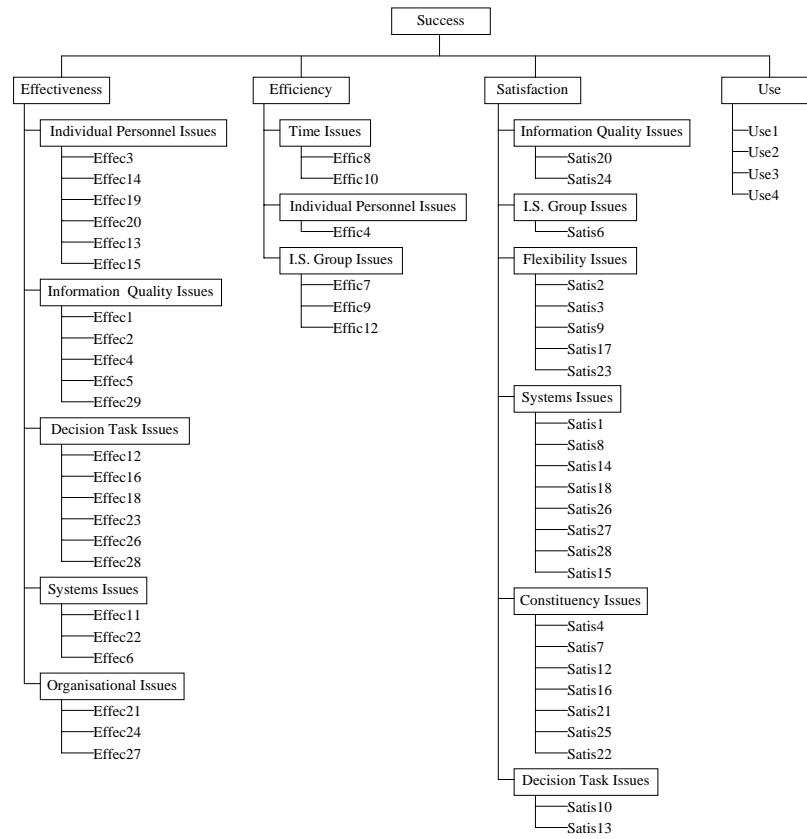 Success
Effectiveness
Individual Personnel Issues
Effec3
Effec14
Effec19
Effec20
Effec13
Effec15
Information Quality Issues
Effec1
Effec2
Effec4
Effec5
Effec29
Decision Task Issues
Effec12
Effec16
Effec18
Effec23
Effec26
Effec28
Systems Issues
Effec11
Effec22
Effec6
Organisational Issues
Effec21
Effec24
Effec27
Efficiency
Time Issues
Effic8
Effic10
Individual Personnel Issues
Effic4
I.S. Group Issues
Effic7
Effic9
Effic12
Satisfaction
Information Quality Issues
Satis20
Satis24
I.S. Group Issues
Satis6
Flexibility Issues
Satis2
Satis3
Satis9
Satis17
Satis23
Systems Issues
Satis1
Satis8
Satis14
Satis18
Satis26
Satis27
Satis28
Satis15
Constituency Issues
Satis4
Satis7
Satis12
Satis16
Satis21
Satis25
Satis22
Decision Task Issues
Satis10
Satis13
Use
Use1
Use2
Use3
Use4